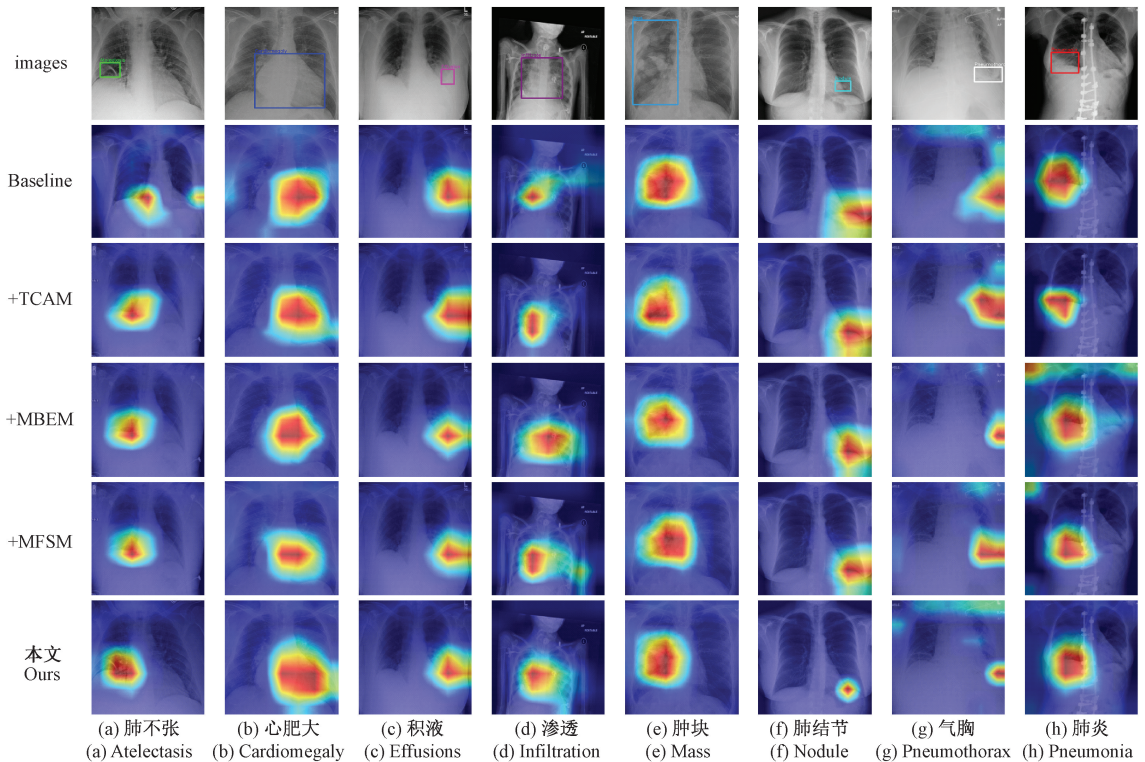 images
Baseline
+TCAM
+MBEM
+MFSM
本文
Ours
(a) 肺不张 (b) 心肥大 (c) 积液 (d) 渗透 (e) 肿块 (f) 肺结节 (g) 气胸 (h) 肺炎
(a) Atelectasis (b) Cardiomegaly (c) Effusions (d) Infiltration (e) Mass (f) Nodule (g) Pneumothorax (h) Pneumonia